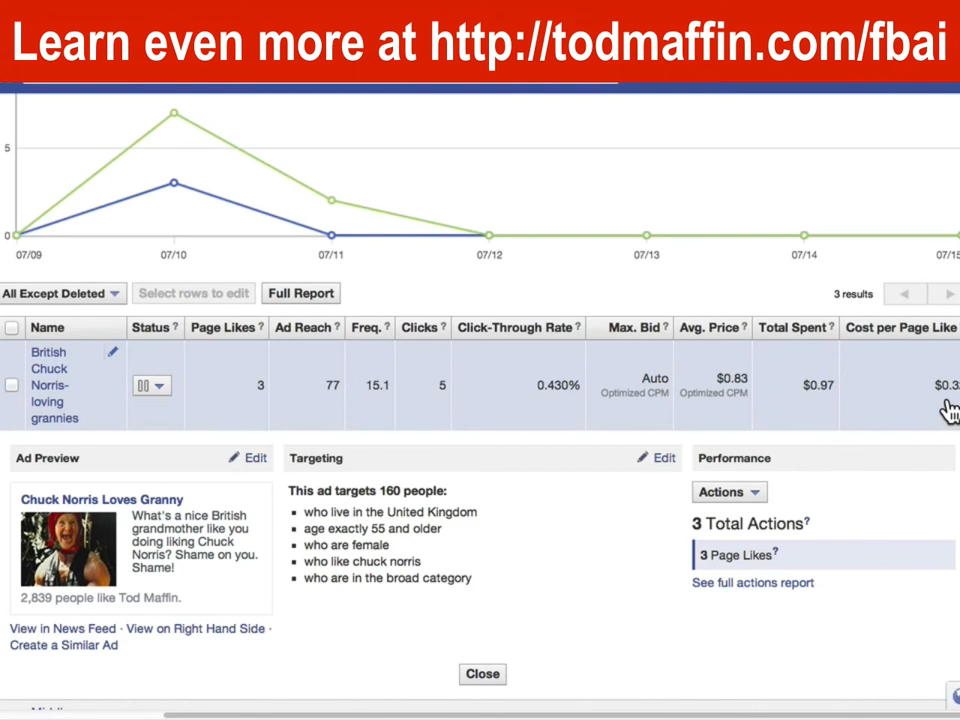 Learn even more at http://todmaffin.com/fbai
5
0
07/09 07/10 07/11 07/12 07/13 07/14 07/15
All Except Deleted Select rows to edit Full Report 3 results
Name Status ? Page Likes ? Ad Reach ? Freq. ? Clicks ? Click-Through Rate ? Max. Bid ? Avg. Price ? Total Spent ? Cost per Page Like
British
Chuck
Norris-
loving
grannies
3 77 15.1 5 0.430% Auto $0.83 $0.97
Optimized CPM Optimized CPM
Ad Preview Edit Targeting Edit Performance
Chuck Norris Loves Granny
What's a nice British
grandmother like you
doing liking Chuck
Norris? Shame on you.
Shame!
2,839 people like Tod Maffin.
View in News Feed · View on Right Hand Side ·
Create a Similar Ad
This ad targets 160 people:
who live in the United Kingdom
age exactly 55 and older
who are female
who like chuck norris
who are in the broad category
Actions
3 Total Actions ?
3 Page Likes ?
See full actions report
Close